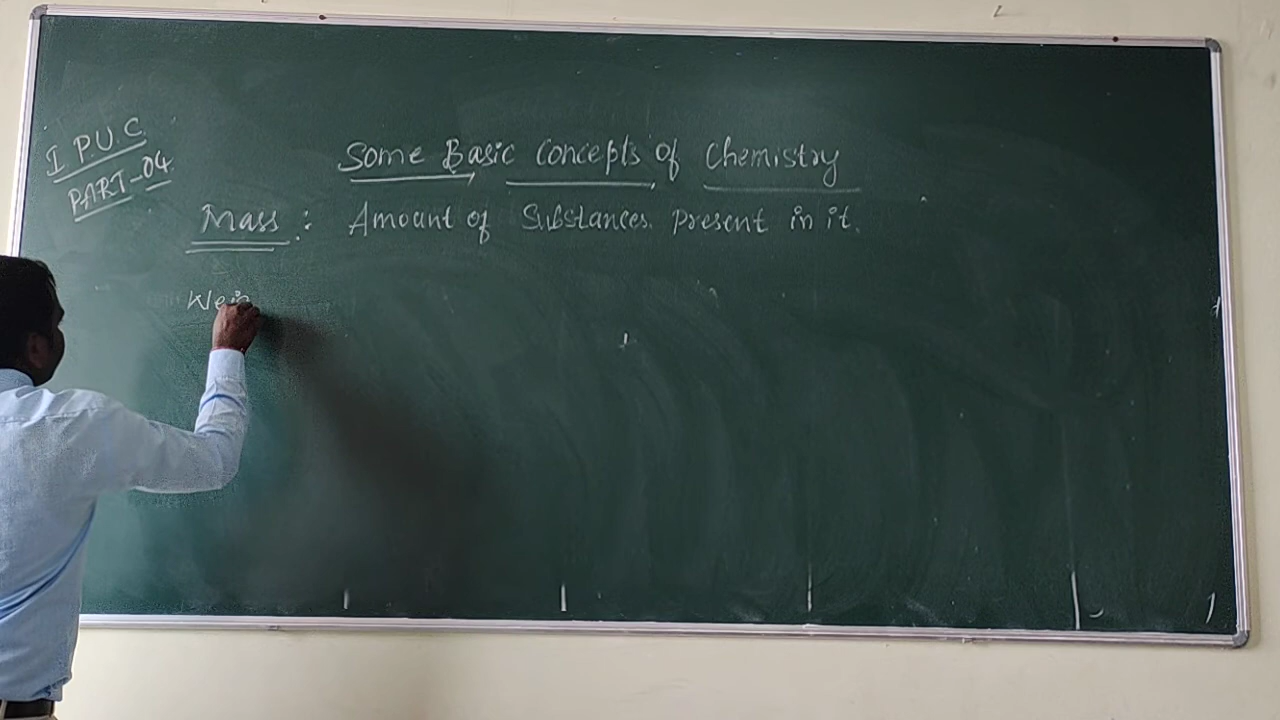 I P.U.C
PART-04
Some Basic Concepts of Chemistry
Mass : Amount of Substances present in it.
Wei